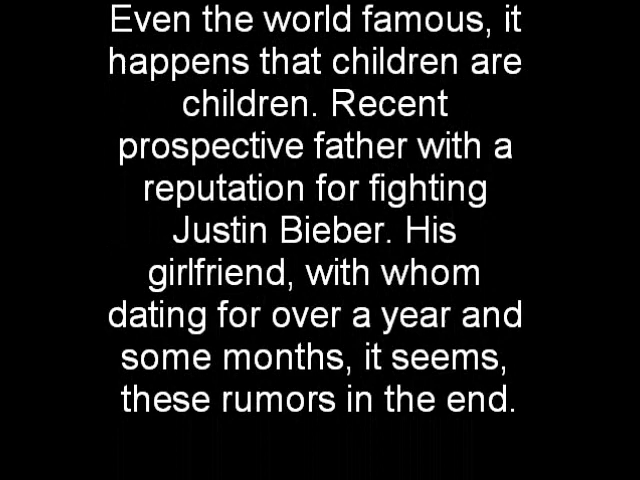 Even the world famous, it
happens that children are
children. Recent
prospective father with a
reputation for fighting
Justin Bieber. His
girlfriend, with whom
dating for over a year and
some months, it seems,
these rumors in the end.